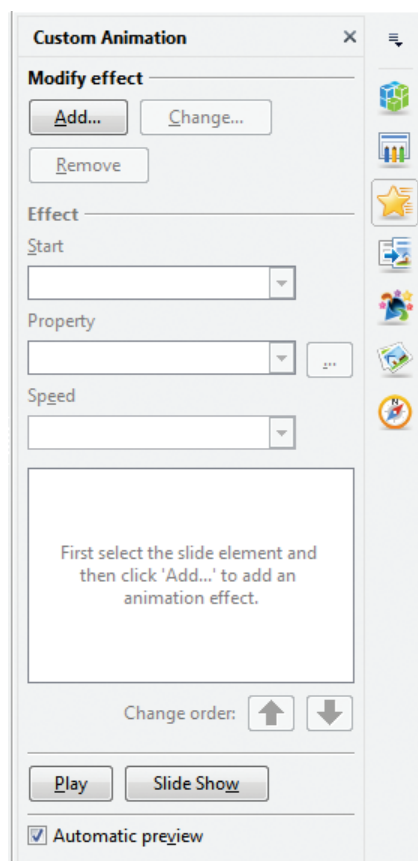 Custom Animation
Modify effect
Add... Change...
Remove
Effect
Start
Property
...
Speed
First select the slide element and
then click 'Add...' to add an
animation effect.
Change order:
Play Slide Show
Automatic preview
N